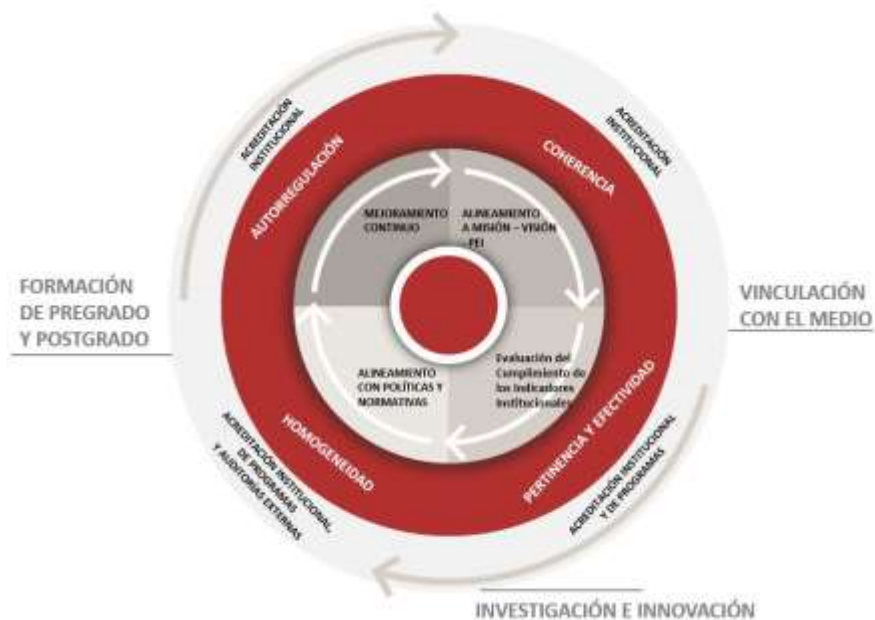 ACREDITACIÓN
INSTITUCIONAL
ACREDITACIÓN
INSTITUCIONAL
AUTORREGULACIÓN
COHERENCIA
MEJORAMIENTO
CONTINUO
ALINEAMIENTO
A MISIÓN – VISIÓN
-PEI
FORMACIÓN
DE PREGRADO
Y POSTGRADO
VINCULACIÓN
CON EL MEDIO
ALINEAMIENTO
CON POLÍTICAS Y
NORMATIVAS
Evaluación del
Cumplimiento de
los Indicadores
Institucionales
HOMOGENEIDAD
PERTINENCIA Y EFECTIVIDAD
ACREDITACIÓN INSTITUCIONAL,
DE PROGRAMAS
Y AUDITORÍAS EXTERNAS
ACREDITACIÓN INSTITUCIONAL
Y DE PROGRAMAS
INVESTIGACIÓN E INNOVACIÓN